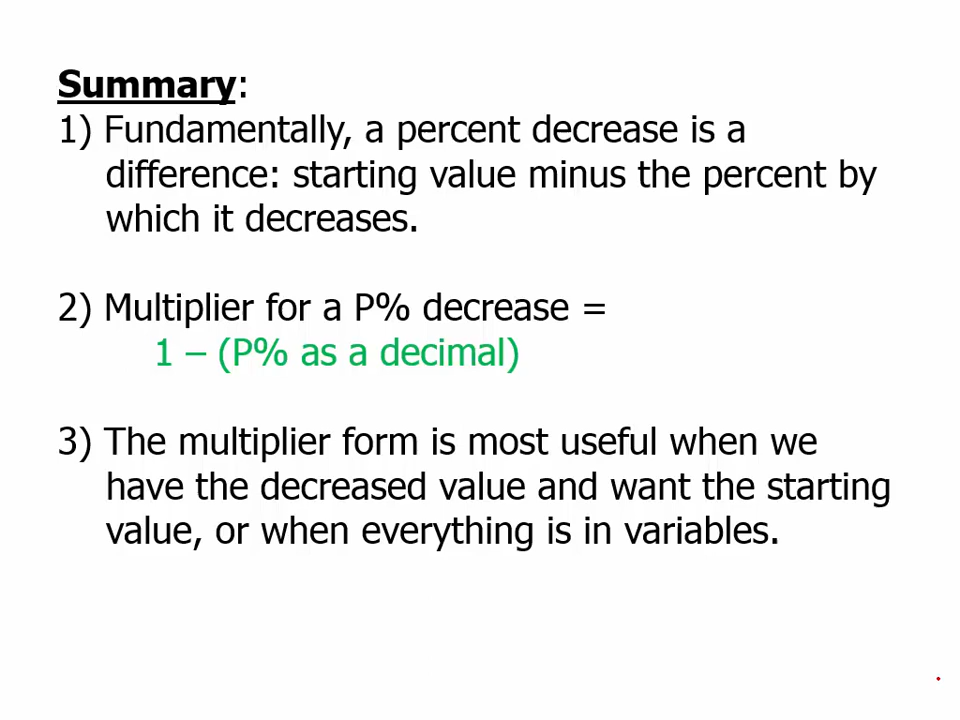 Summary:
1) Fundamentally, a percent decrease is a
difference: starting value minus the percent by
which it decreases.
2) Multiplier for a P% decrease =
1 – (P% as a decimal)
3) The multiplier form is most useful when we
have the decreased value and want the starting
value, or when everything is in variables.